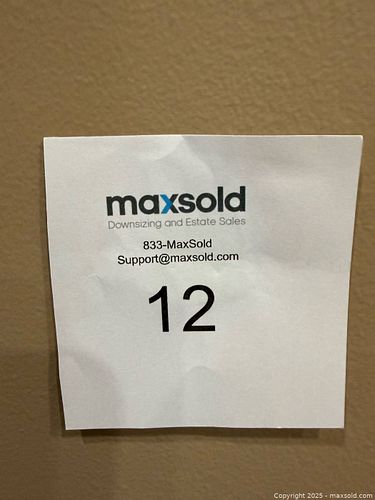 maxsold
Downsizing and Estate Sales
833-MaxSold
Support@maxsold.com
12
Copyright 2025 - maxsold.com